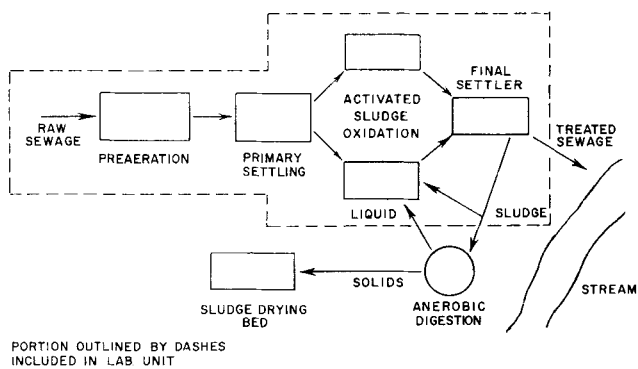 RAW
SEWAGE
PREAERATION
PRIMARY
SETTLING
ACTIVATED
SLUDGE
OXIDATION
LIQUID
FINAL
SETTLER
TREATED
SEWAGE
SLUDGE
SLUDGE DRYING
BED
SOLIDS
ANEROBIC
DIGESTION
STREAM
PORTION OUTLINED BY DASHES
INCLUDED IN LAB. UNIT